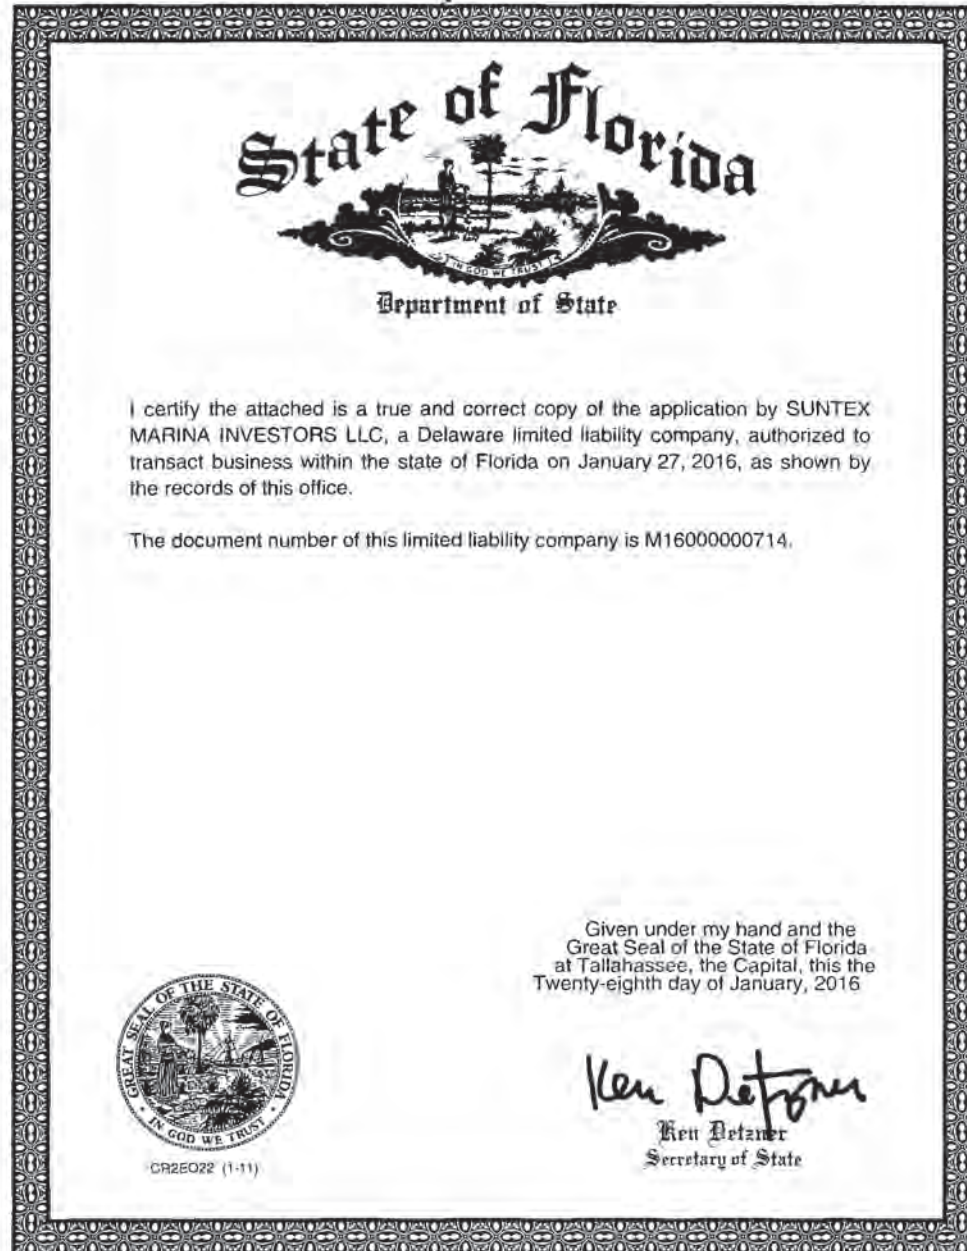 State of Florida
IN GOD WE TRUST
Department of State
I certify the attached is a true and correct copy of the application by SUNTEX
MARINA INVESTORS LLC, a Delaware limited liability company, authorized to
transact business within the state of Florida on January 27, 2016, as shown by
the records of this office.
The document number of this limited liability company is M16000000714.
Given under my hand and the
Great Seal of the State of Florida
at Tallahassee, the Capital, this the
Twenty-eighth day of January, 2016
GREAT SEAL OF THE STATE OF FLORIDA
IN GOD WE TRUST
CR2EO22 (1-11)
Ken Detzner
Ken Detzner
Secretary of State